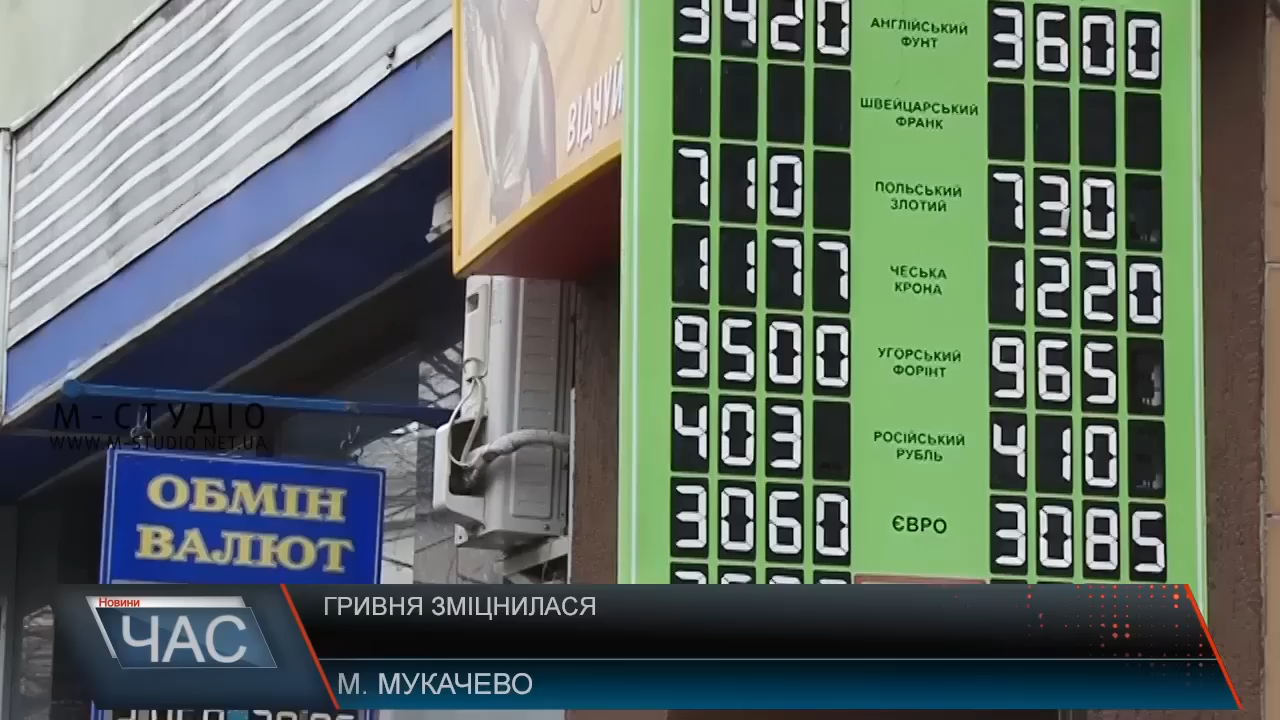 3420 АНГЛІЙСЬКИЙ ФУНТ 3600
ШВЕЙЦАРСЬКИЙ ФРАНК
ВІДЧУЙ
710 ПОЛЬСЬКИЙ ЗЛОТИЙ 730
1177 ЧЕСЬКА КРОНА 1220
9500 УГОРСЬКИЙ ФОРІНТ 965
403 РОСІЙСЬКИЙ РУБЛЬ 410
3060 ЄВРО 3085
М-СТУДІО
WWW.M-STUDIO.NET.UA
ОБМІН
ВАЛЮТ
Новини
ЧАС
ГРИВНЯ ЗМІЦНИЛАСЯ
М. МУКАЧЕВО